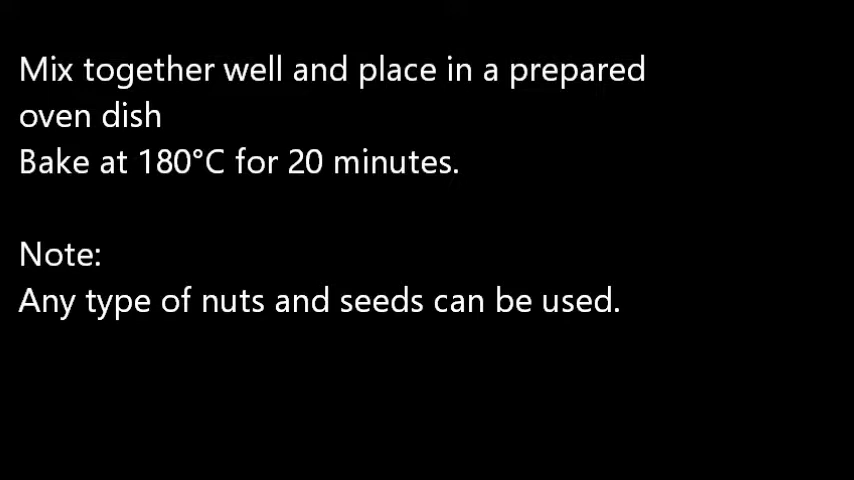 Mix together well and place in a prepared
oven dish
Bake at 180°C for 20 minutes.
Note:
Any type of nuts and seeds can be used.